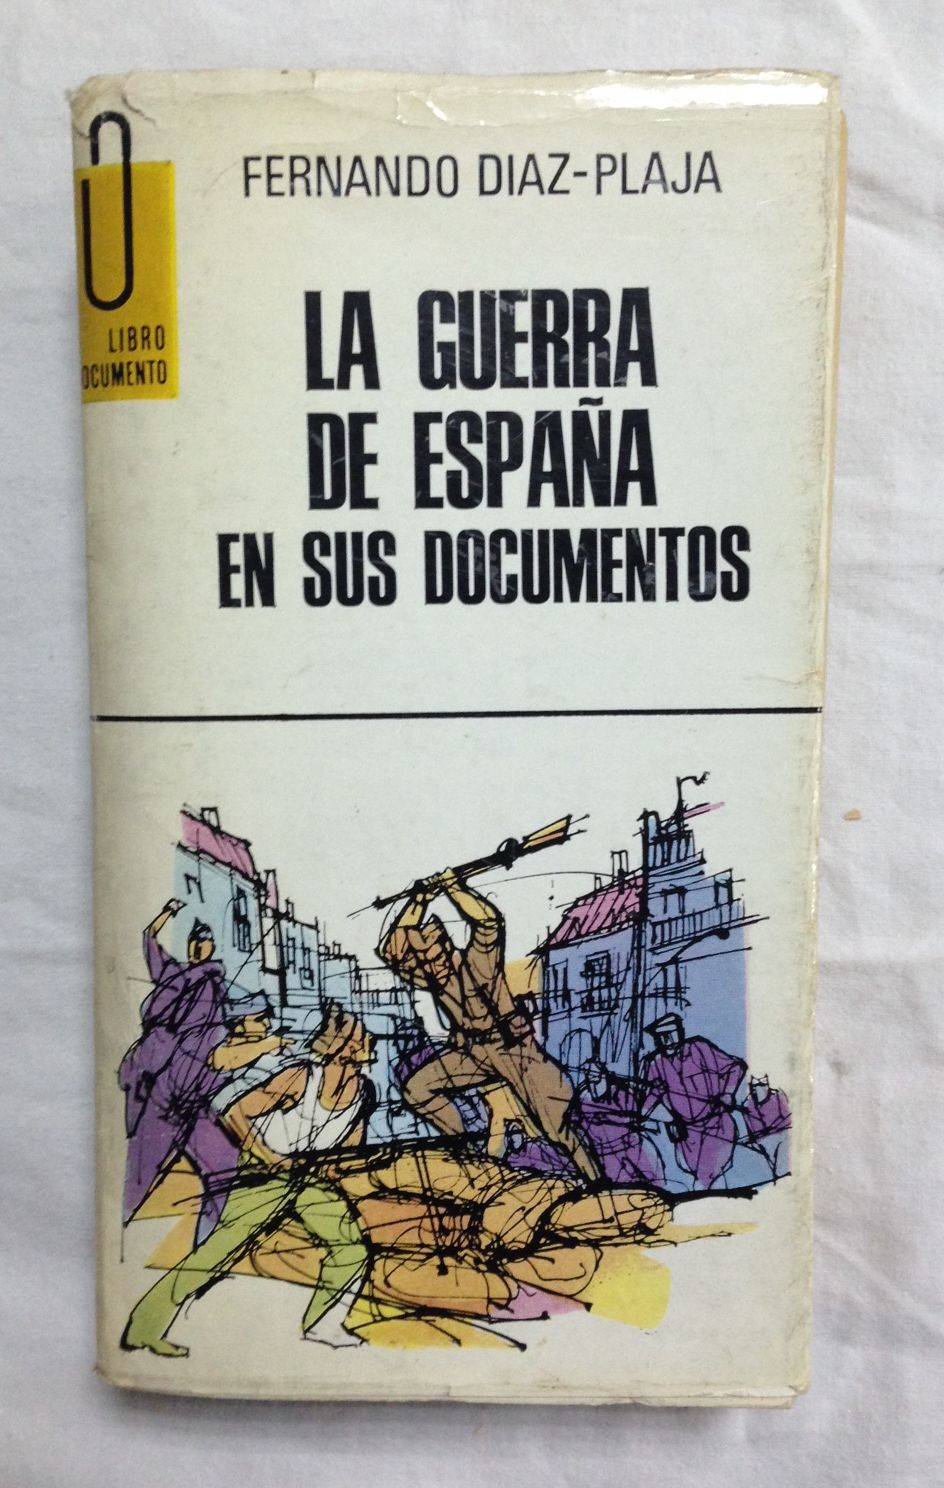 FERNANDO DIAZ-PLAJA
LIBRO
OCUMENTO
LA GUERRA
DE ESPAÑA
EN SUS DOCUMENTOS